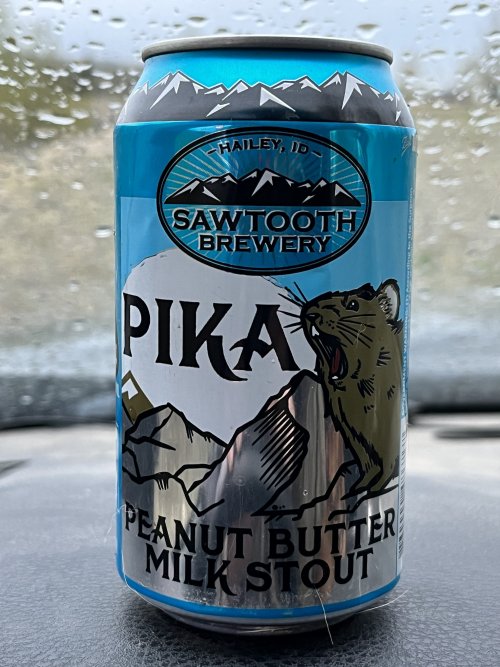 HAILEY, ID
SAWTOOTH
BREWERY
PIKA
PEANUT BUTTER
MILK STOUT